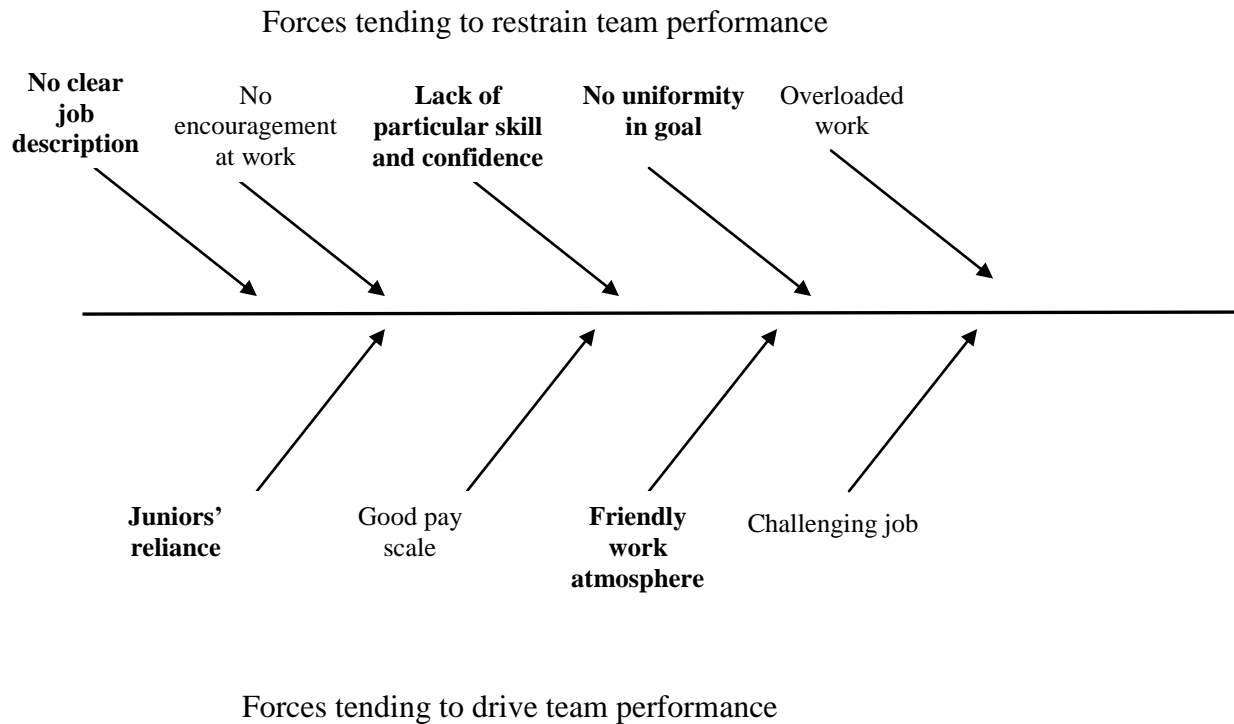 Forces tending to restrain team performance
No clear
job
description
No
encouragement
at work
Lack of
particular skill
and confidence
No uniformity
in goal
Overloaded
work
Juniors’
reliance
Good pay
scale
Friendly
work
atmosphere
Challenging job
Forces tending to drive team performance